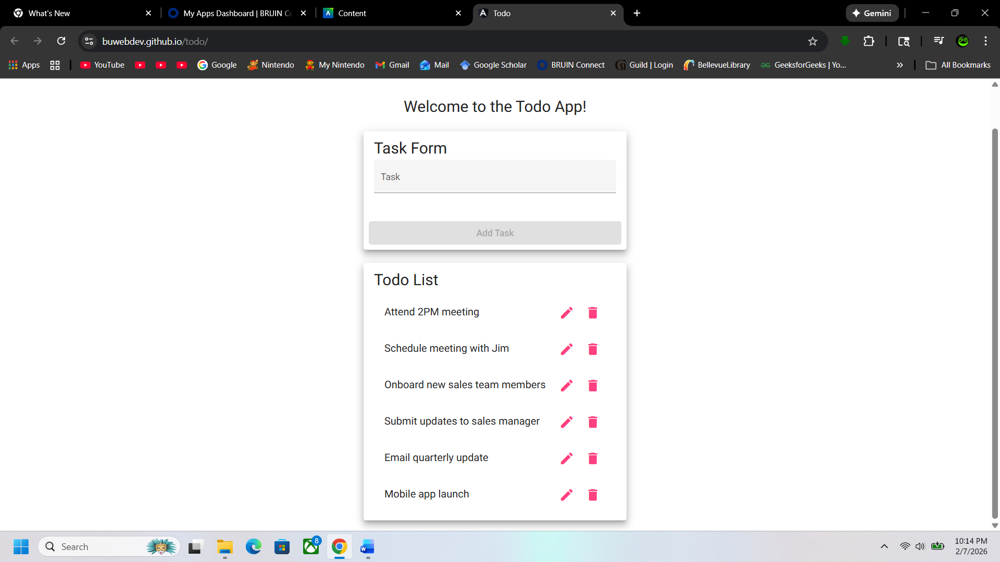 What's New
My Apps Dashboard | BRUIN Co
Content
Todo
Gemini
buwebdev.github.io/todo/
Apps
YouTube
Google
Nintendo
My Nintendo
Gmail
Mail
Google Scholar
BRUIN Connect
Guild | Login
BellevueLibrary
GeeksforGeeks | Yo...
All Bookmarks
Welcome to the Todo App!
Task Form
Task
Add Task
Todo List
Attend 2PM meeting
Schedule meeting with Jim
Onboard new sales team members
Submit updates to sales manager
Email quarterly update
Mobile app launch
Search
8
10:14 PM
2/7/2026